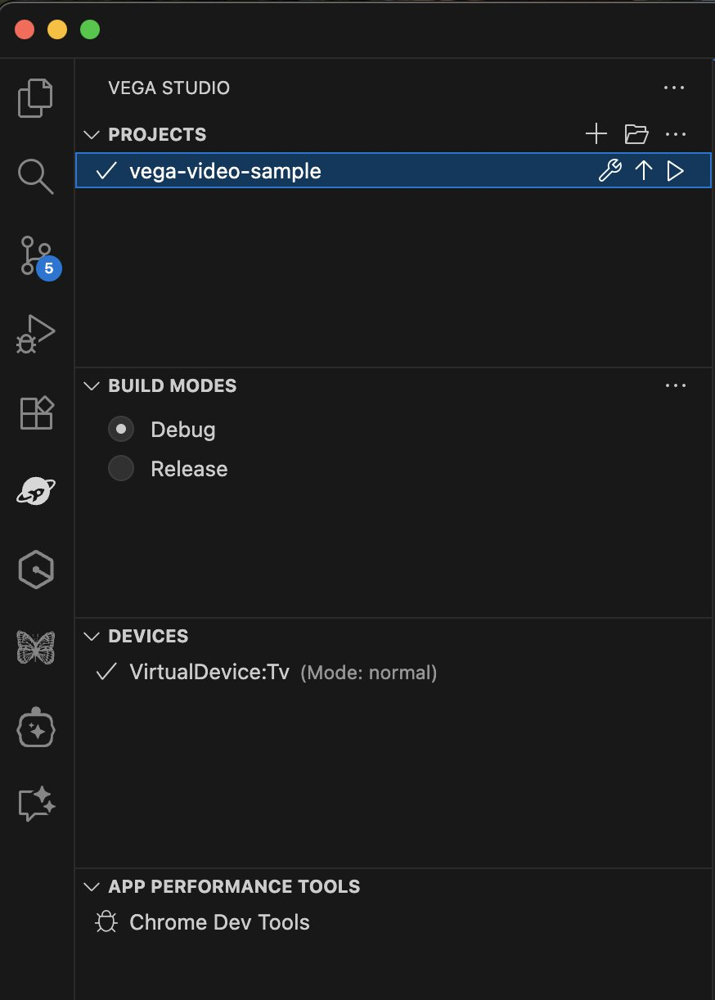 VEGA STUDIO
PROJECTS
vega-video-sample
5
BUILD MODES
Debug
Release
DEVICES
VirtualDevice:Tv (Mode: normal)
APP PERFORMANCE TOOLS
Chrome Dev Tools